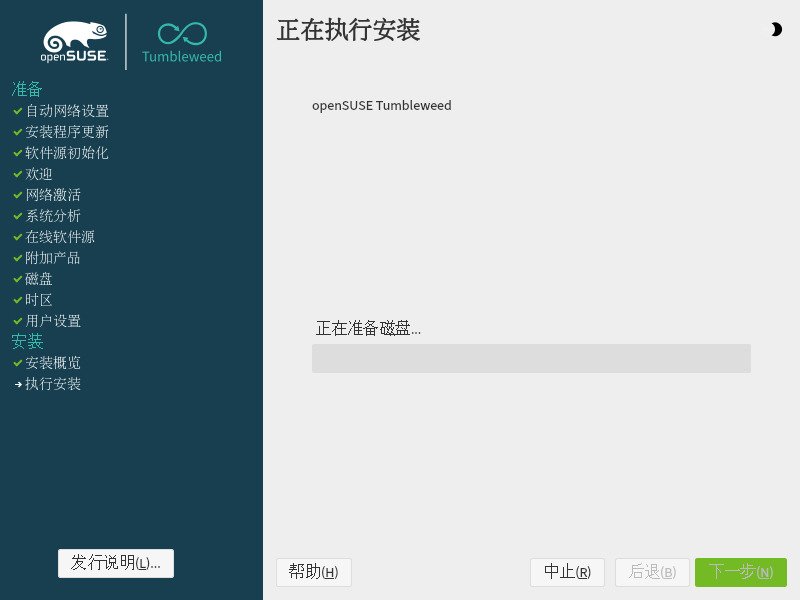 openSUSE
Tumbleweed
准备
自动网络设置
安装程序更新
软件源初始化
欢迎
网络激活
系统分析
在线软件源
附加产品
磁盘
时区
用户设置
安装
安装概览
执行安装
发行说明(L)...
正在执行安装
openSUSE Tumbleweed
正在准备磁盘...
帮助(H)
中止(R)
后退(B)
下一步(N)